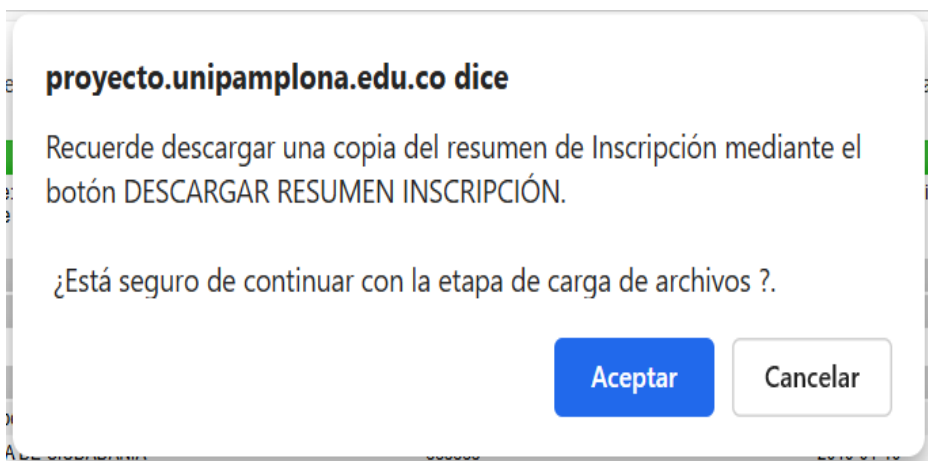 proyecto.unipamplona.edu.co dice
Recuerde descargar una copia del resumen de Inscripción mediante el
botón DESCARGAR RESUMEN INSCRIPCIÓN.
¿Está seguro de continuar con la etapa de carga de archivos ?.
Aceptar Cancelar